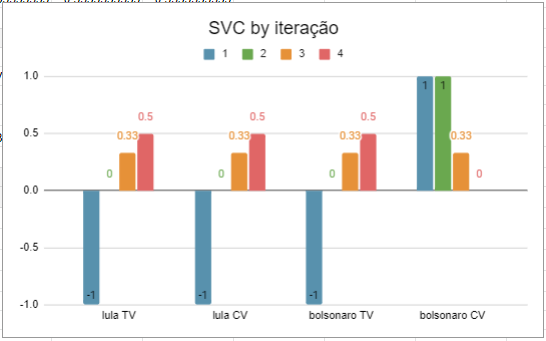 SVC by iteração
1 2 3 4
1.0
0.5
0.0
-0.5
-1.0
-1 0 0.33 0.5
-1 0 0.33 0.5
-1 0 0.33 0.5
1 1 0.33 0
lula TV
lula CV
bolsonaro TV
bolsonaro CV